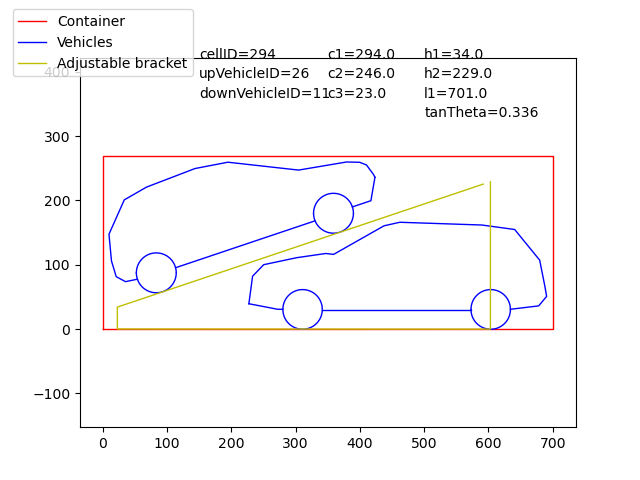 Container
Vehicles
Adjustable bracket
cellID=294 c1=294.0 h1=34.0
upVehicleID=26 c2=246.0 h2=229.0
downVehicleID=11 c3=23.0 l1=701.0
tanTheta=0.336
400
300
200
100
0
−100
0 100 200 300 400 500 600 700